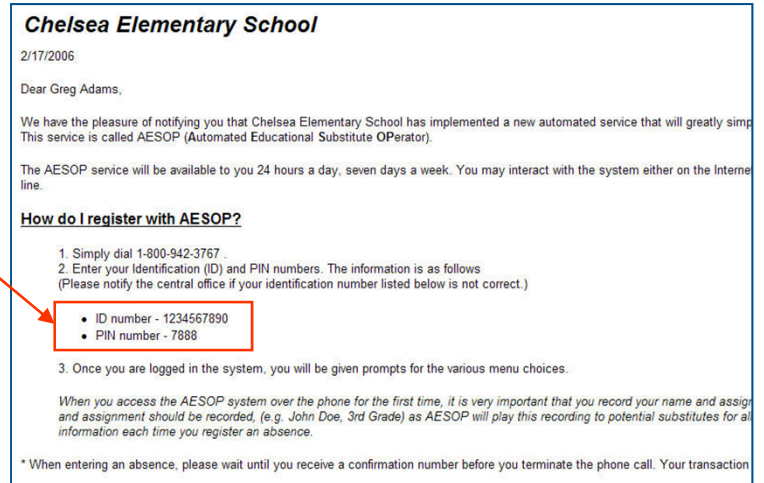 Chelsea Elementary School
2/17/2006
Dear Greg Adams,
We have the pleasure of notifying you that Chelsea Elementary School has implemented a new automated service that will greatly simp
This service is called AESOP (Automated Educational Substitute OPerator).
The AESOP service will be available to you 24 hours a day, seven days a week. You may interact with the system either on the Interne
line.
How do I register with AESOP?
1. Simply dial 1-800-942-3767 .
2. Enter your Identification (ID) and PIN numbers. The information is as follows
(Please notify the central office if your identification number listed below is not correct.)
• ID number - 1234567890
• PIN number - 7888
3. Once you are logged in the system, you will be given prompts for the various menu choices.
When you access the AESOP system over the phone for the first time, it is very important that you record your name and assign
and assignment should be recorded, (e.g. John Doe, 3rd Grade) as AESOP will play this recording to potential substitutes for all
information each time you register an absence.
* When entering an absence, please wait until you receive a confirmation number before you terminate the phone call. Your transaction